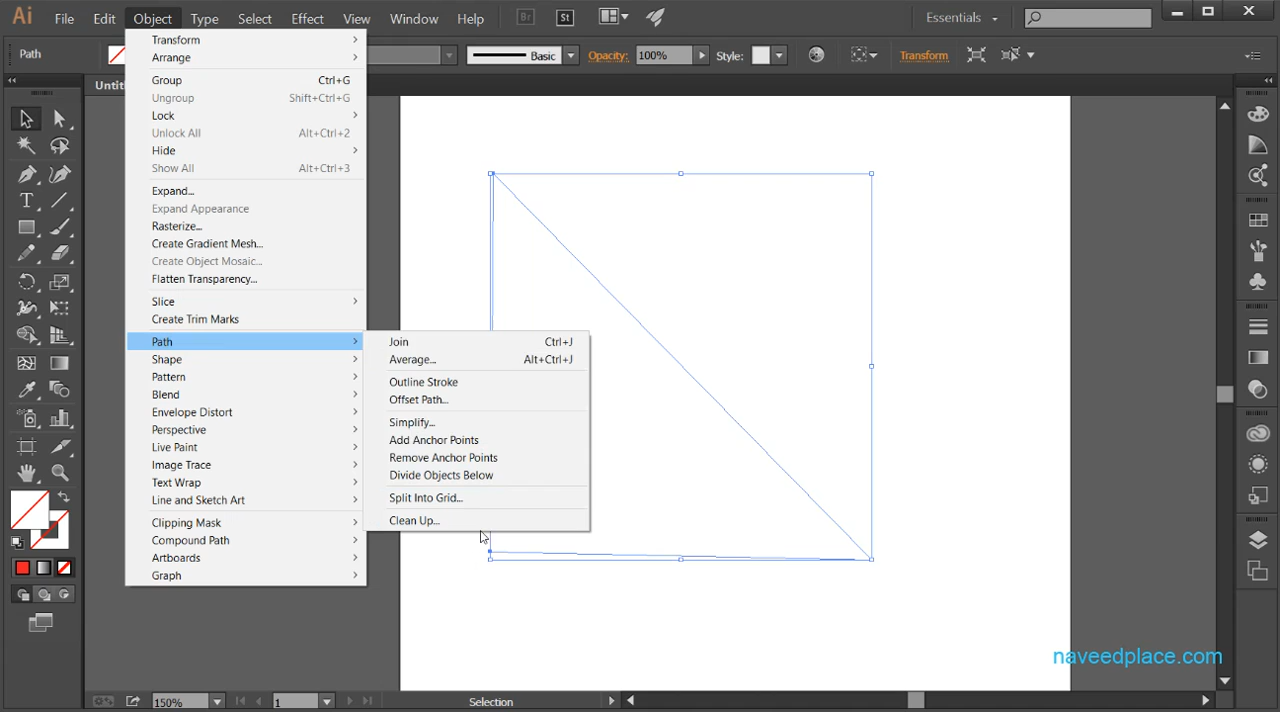 Ai File Edit Object Type Select Effect View Window Help Br St Essentials
Path Basic Opacity: 100% Style: Transform
Transform
Arrange
Group Ctrl+G
Ungroup Shift+Ctrl+G
Lock
Unlock All Alt+Ctrl+2
Hide
Show All Alt+Ctrl+3
Expand...
Expand Appearance
Rasterize...
Create Gradient Mesh...
Create Object Mosaic...
Flatten Transparency...
Slice
Create Trim Marks
Path
Shape
Pattern
Blend
Envelope Distort
Perspective
Live Paint
Image Trace
Text Wrap
Line and Sketch Art
Clipping Mask
Compound Path
Artboards
Graph
Join Ctrl+J
Average... Alt+Ctrl+J
Outline Stroke
Offset Path...
Simplify...
Add Anchor Points
Remove Anchor Points
Divide Objects Below
Split Into Grid...
Clean Up...
naveedplace.com
150% 1 Selection